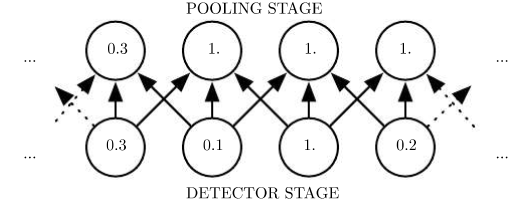 POOLING STAGE
0.3 1. 1. 1.
... ...
0.3 0.1 1. 0.2
... ...
DETECTOR STAGE